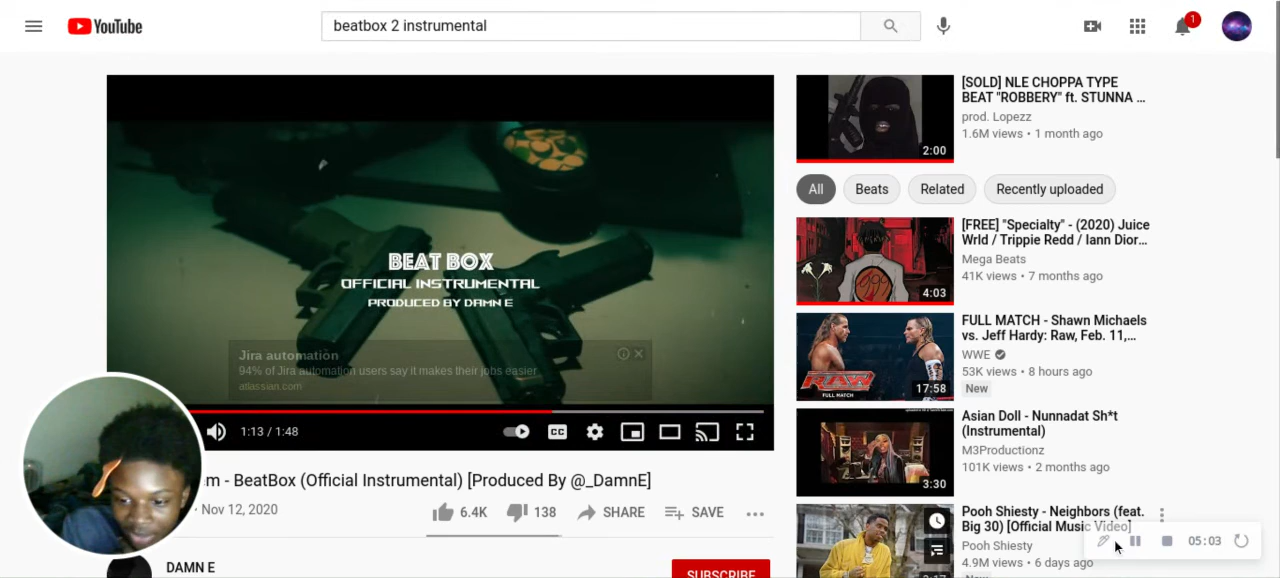 YouTube
beatbox 2 instrumental
1
BEAT BOX
OFFICIAL INSTRUMENTAL
PRODUCED BY DAMN E
Jira automation
94% of Jira automation users say it makes their jobs easier
atlassian.com
1:13 / 1:48
CC
m - BeatBox (Official Instrumental) [Produced By @_DamnE]
• Nov 12, 2020
6.4K
138
SHARE
SAVE
DAMN E
SUBSCRIBE
[SOLD] NLE CHOPPA TYPE
BEAT "ROBBERY" ft. STUNNA ...
prod. Lopezz
1.6M views • 1 month ago
2:00
All
Beats
Related
Recently uploaded
[FREE] "Specialty" - (2020) Juice
Wrld / Trippie Redd / Iann Dior...
Mega Beats
41K views • 7 months ago
999
4:03
FULL MATCH - Shawn Michaels
vs. Jeff Hardy: Raw, Feb. 11,...
WWE
53K views • 8 hours ago
New
RAW
FULL MATCH
17:58
Asian Doll - Nunnadat Sh*t
(Instrumental)
M3Productionz
101K views • 2 months ago
3:30
Pooh Shiesty - Neighbors (feat.
Big 30) [Official Music Video]
Pooh Shiesty
4.9M views • 6 days ago
05:03